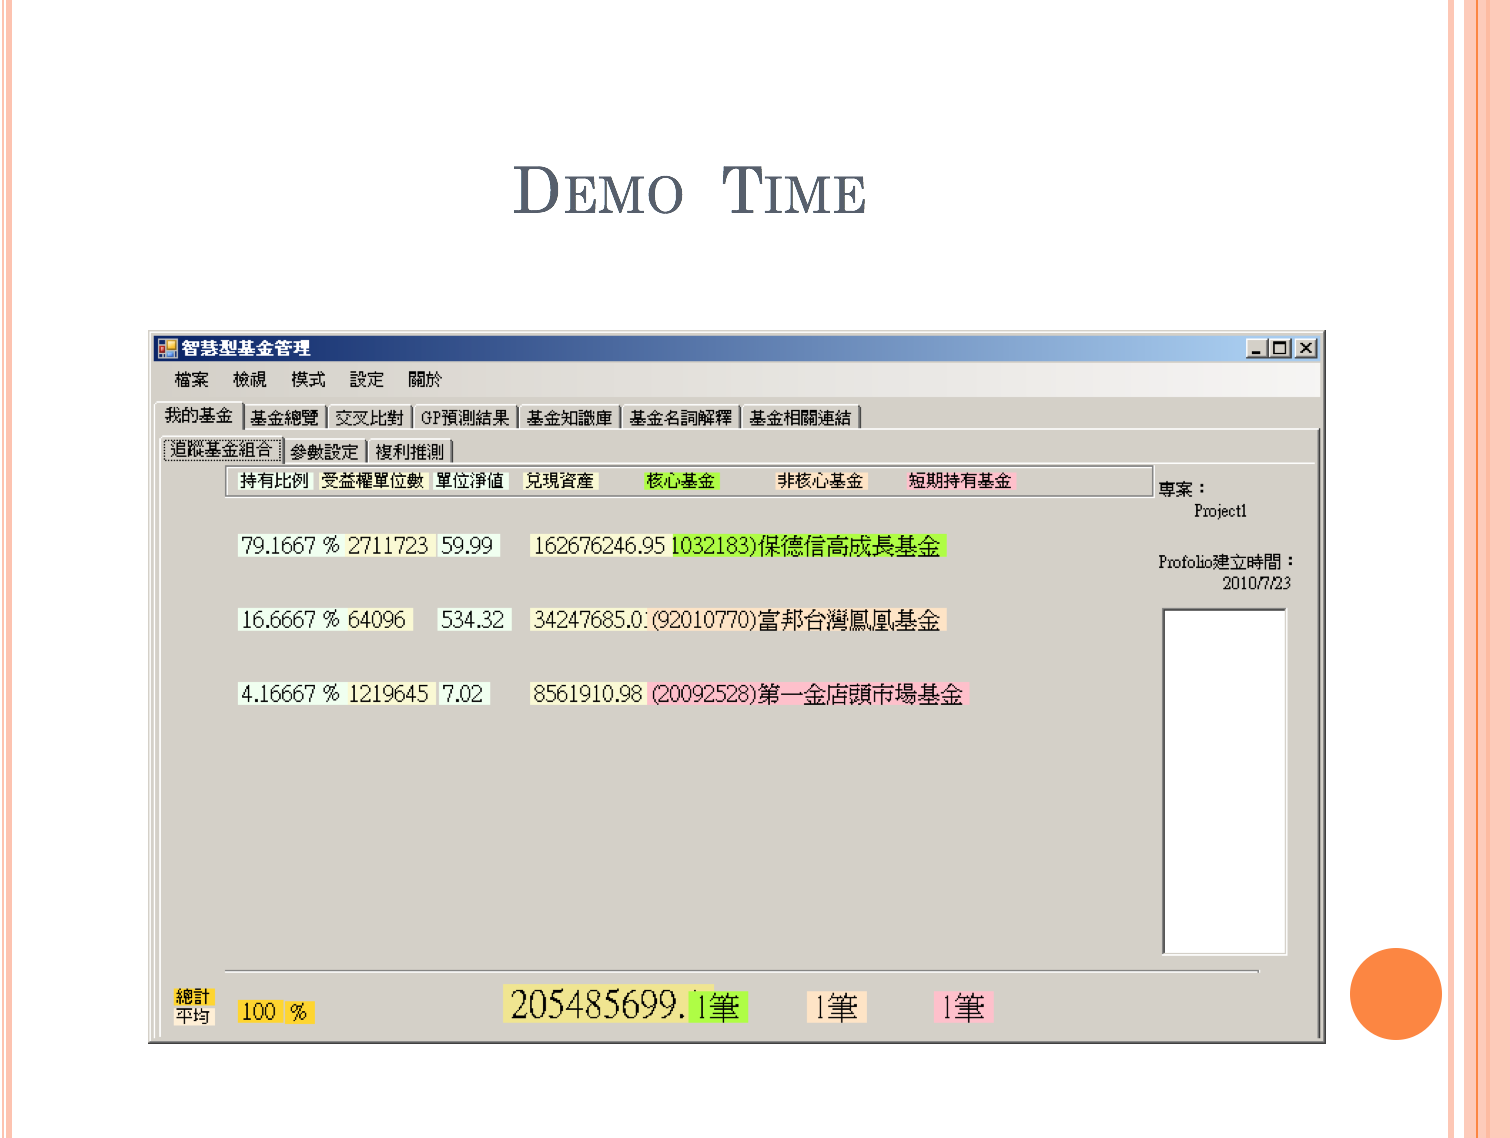 DEMO TIME
智慧型基金管理
檔案 檢視 模式 設定 關於
我的基金 基金總覽 交叉比對 GP預測結果 基金知識庫 基金名詞解釋 基金相關連結
追蹤基金組合 參數設定 複利推測
持有比例 受益權單位數 單位淨值 兌現資產 核心基金 非核心基金 短期持有基金
專案：
Project1
79.1667 % 2711723 59.99 162676246.95 1032183)保德信高成長基金
Profolio建立時間：
2010/7/23
16.6667 % 64096 534.32 34247685.0 (92010770)富邦台灣鳳凰基金
4.16667 % 1219645 7.02 8561910.98 (20092528)第一金店頭市場基金
總計
平均
100 % 205485699. 1筆 1筆 1筆